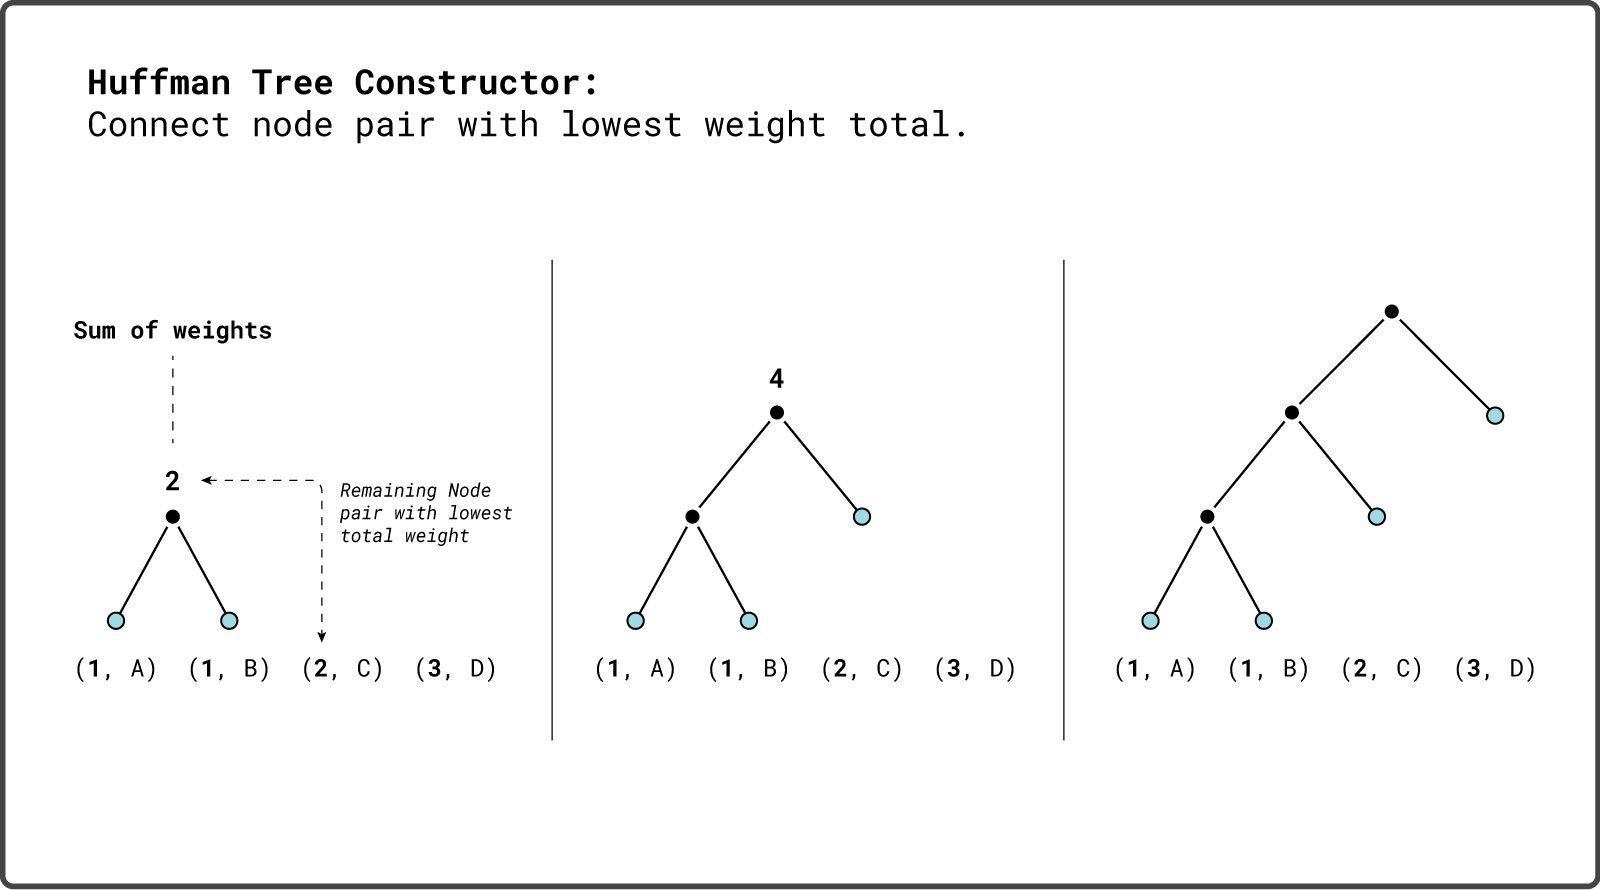 Huffman Tree Constructor:
Connect node pair with lowest weight total.
Sum of weights
2
Remaining Node
pair with lowest
total weight
(1, A) (1, B) (2, C) (3, D)
4
(1, A) (1, B) (2, C) (3, D)
(1, A) (1, B) (2, C) (3, D)